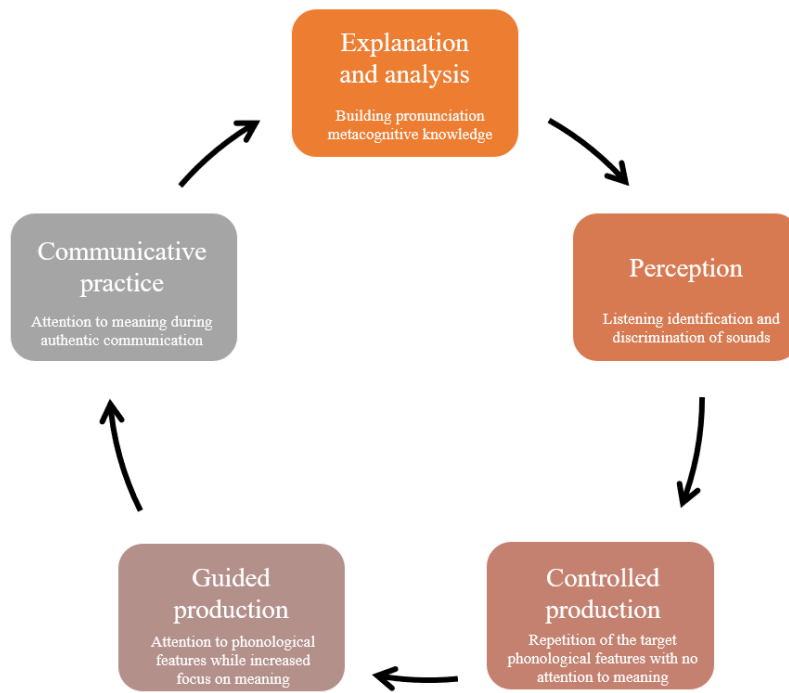 Explanation
and analysis
Building pronunciation
metacognitive knowledge
Perception
Listening identification and
discrimination of sounds
Controlled
production
Repetition of the target
phonological features with no
attention to meaning
Guided
production
Attention to phonological
features while increased
focus on meaning
Communicative
practice
Attention to meaning during
authentic communication